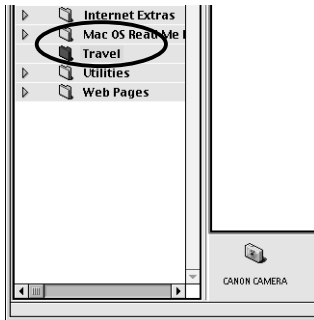 Internet Extras
Mac OS Read Me
Travel
Utilities
Web Pages
CANON CAMERA